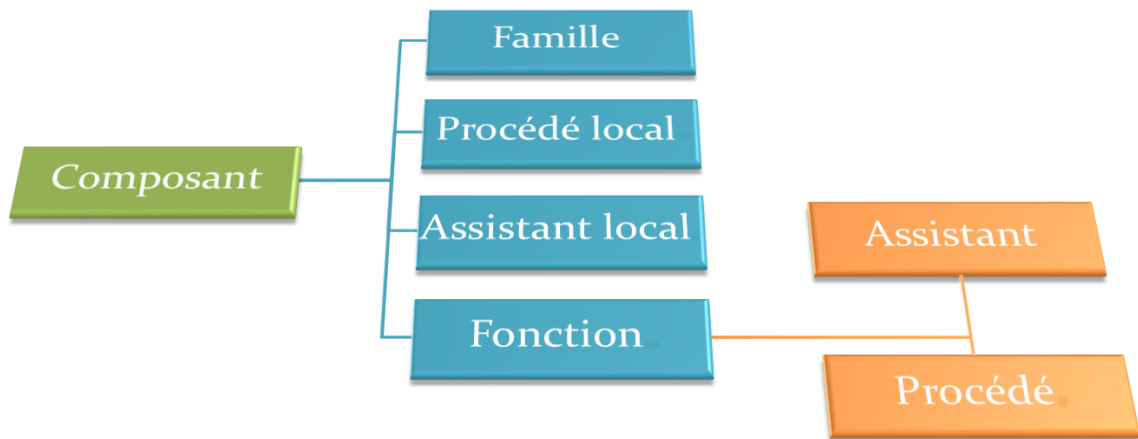 Composant
Famille
Procédé local
Assistant local
Fonction
Assistant
Procédé